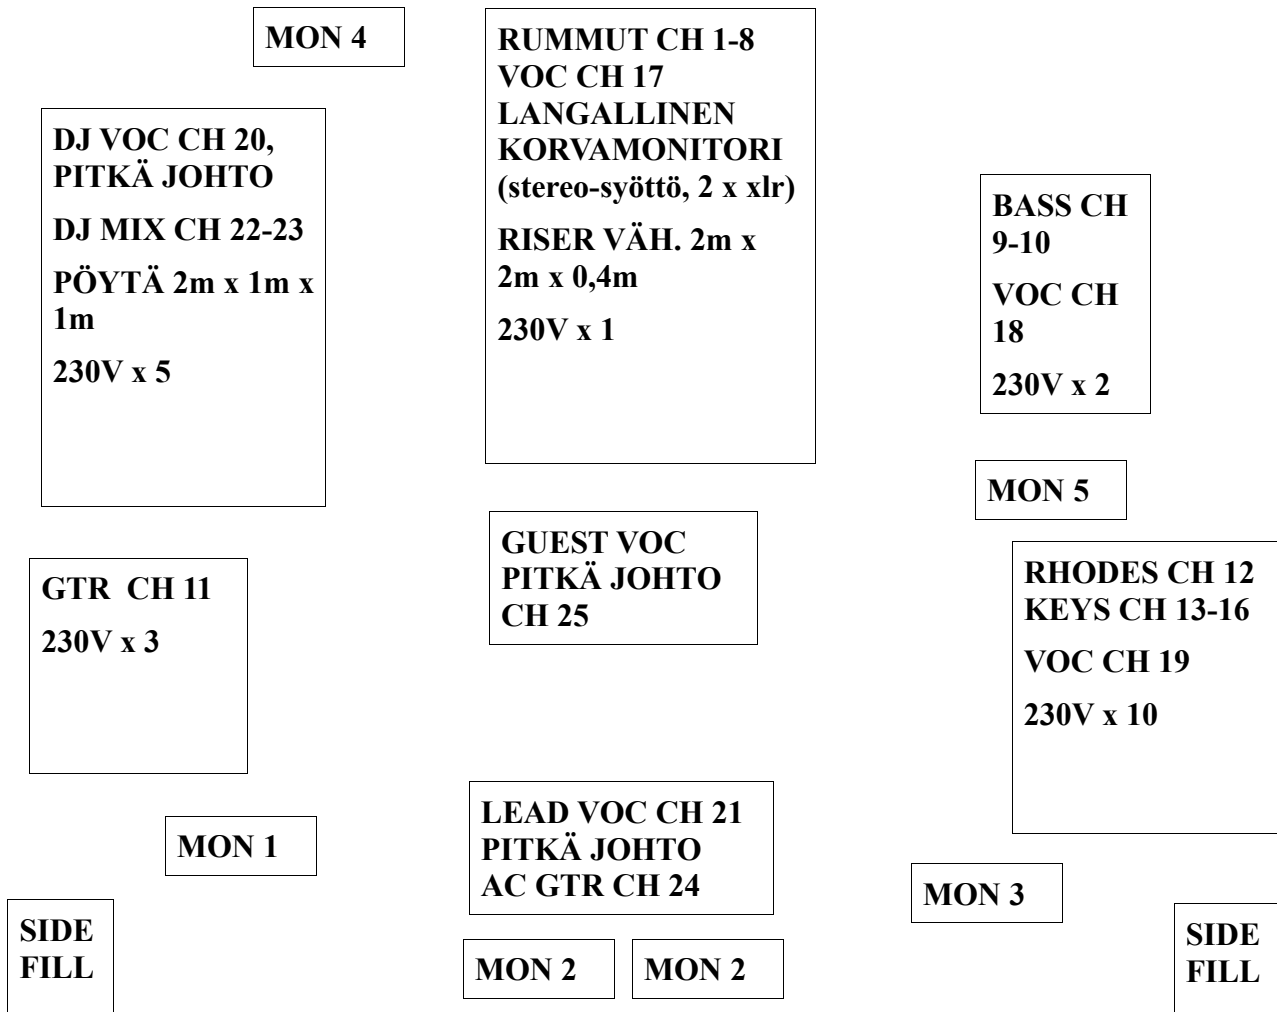 MON 4
RUMMUT CH 1-8
VOC CH 17
LANGALLINEN
KORVAMONITORI
(stereo-syöttö, 2 x xlr)
RISER VÄH. 2m x
2m x 0,4m
230V x 1
DJ VOC CH 20,
PITKÄ JOHTO
DJ MIX CH 22-23
PÖYTÄ 2m x 1m x
1m
230V x 5
BASS CH
9-10
VOC CH
18
230V x 2
MON 5
GUEST VOC
PITKÄ JOHTO
CH 25
GTR  CH 11
230V x 3
RHODES CH 12
KEYS CH 13-16
VOC CH 19
230V x 10
LEAD VOC CH 21
PITKÄ JOHTO
AC GTR CH 24
MON 1
MON 3
SIDE
FILL
MON 2
MON 2
SIDE
FILL